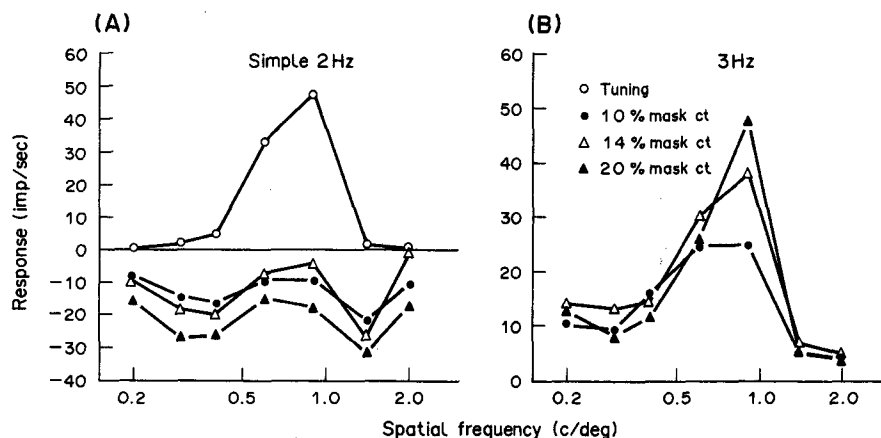 (A)
Simple 2Hz
Response (imp/sec)
60
50
40
30
20
10
0
-10
-20
-30
-40
0.2
0.5
1.0
2.0
(B)
3Hz
Tuning
10% mask ct
14% mask ct
20% mask ct
60
50
40
30
20
10
0
0.2
0.5
1.0
2.0
Spatial frequency (c/deg)